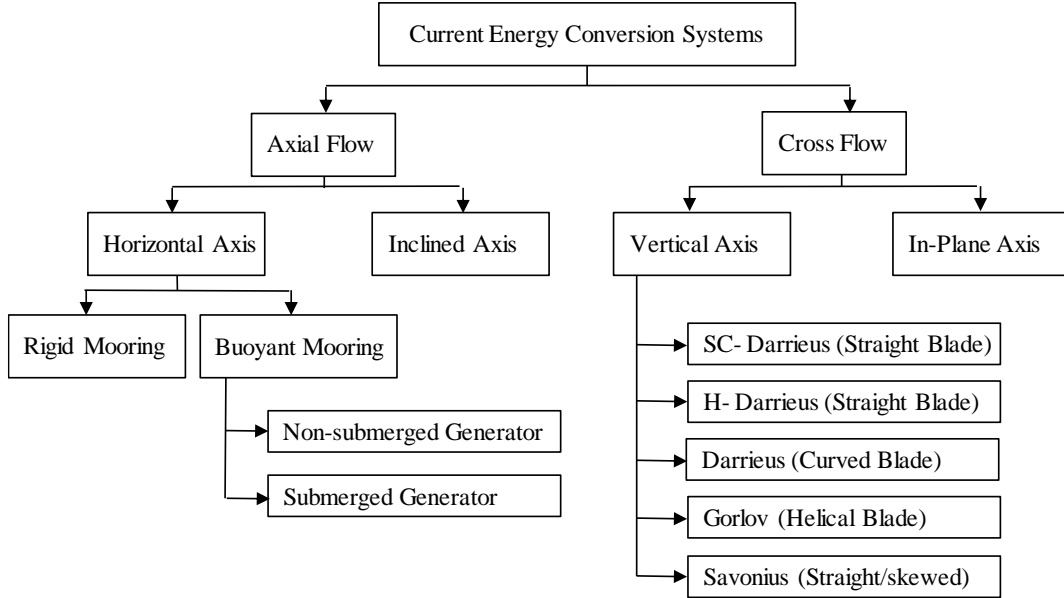 Current Energy Conversion Systems
Axial Flow
Cross Flow
Horizontal Axis
Inclined Axis
Vertical Axis
In-Plane Axis
Rigid Mooring
Buoyant Mooring
SC- Darrieus (Straight Blade)
H- Darrieus (Straight Blade)
Non-submerged Generator
Darrieus (Curved Blade)
Submerged Generator
Gorlov (Helical Blade)
Savonius (Straight/skewed)